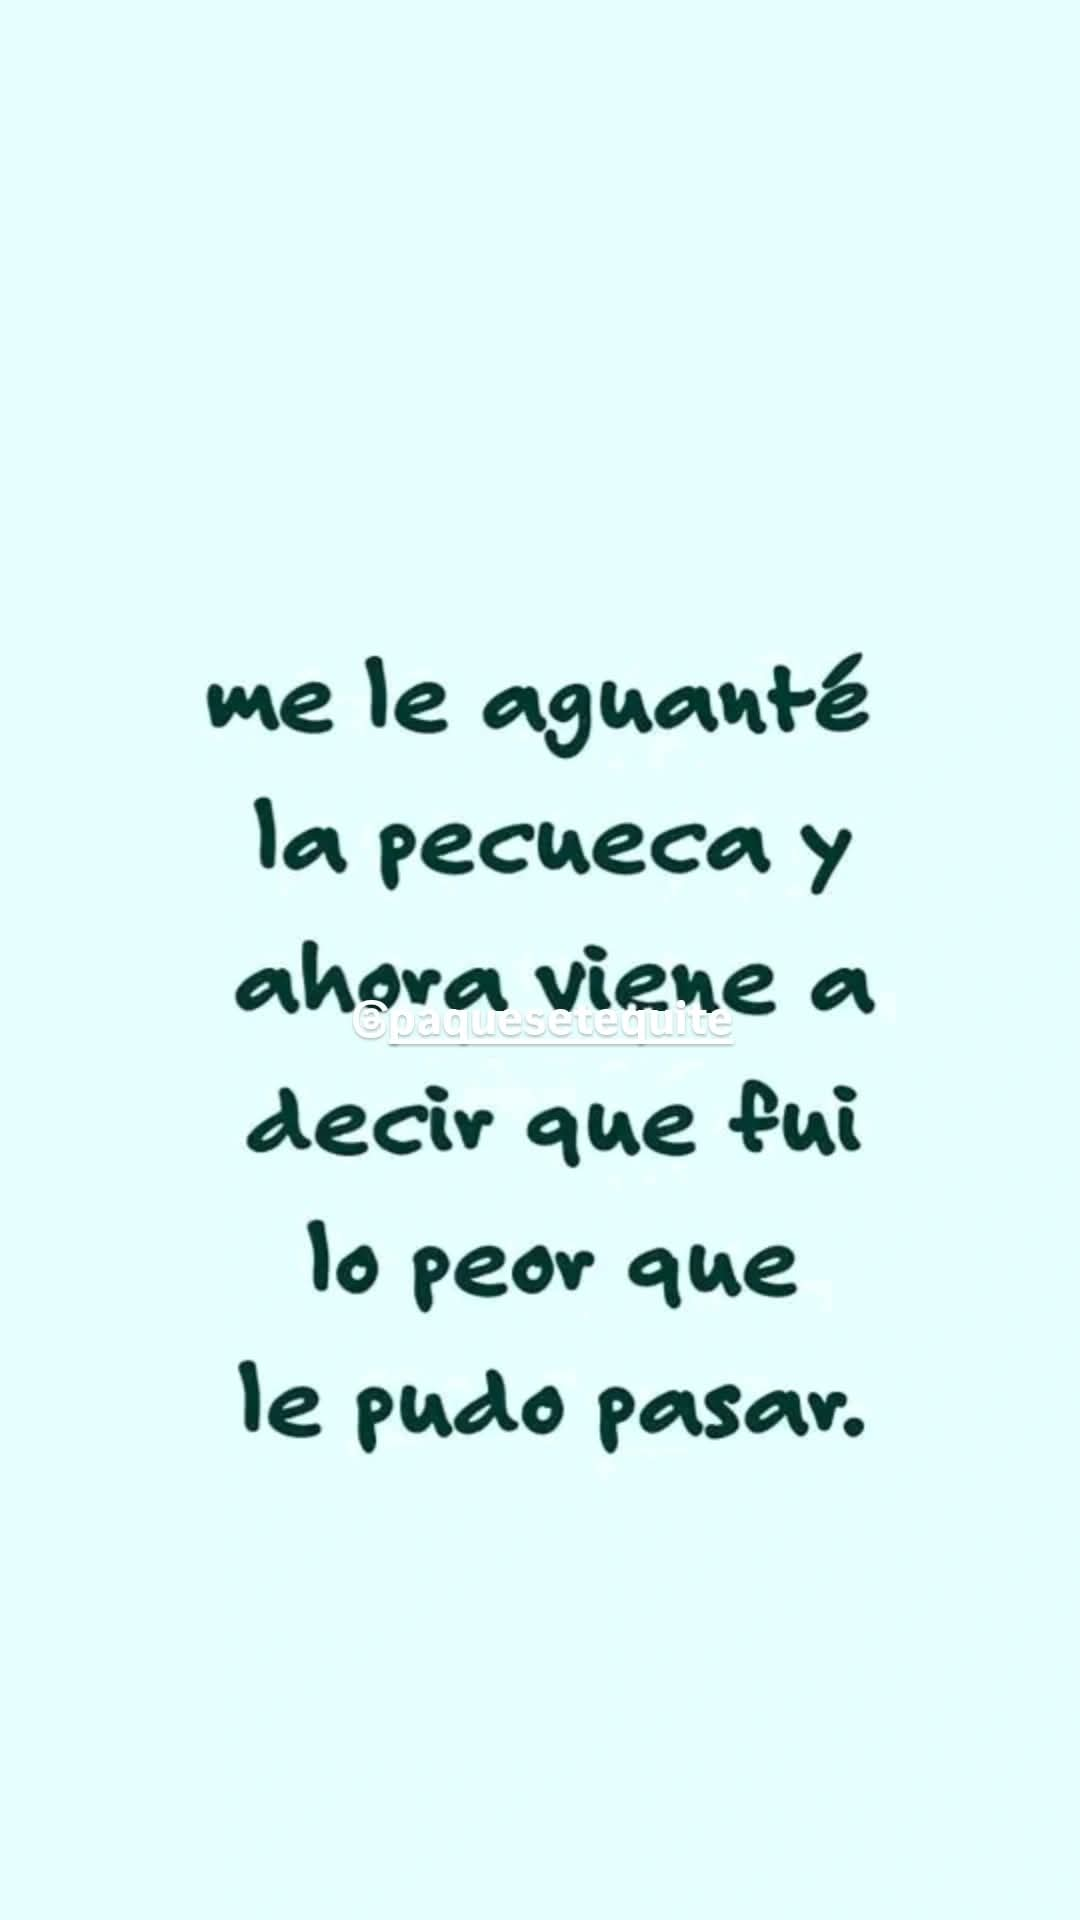 me le aguanté
la pecueca y
ahora viene a
@paquesetequite
decir que fui
lo peor que
le pudo pasar.